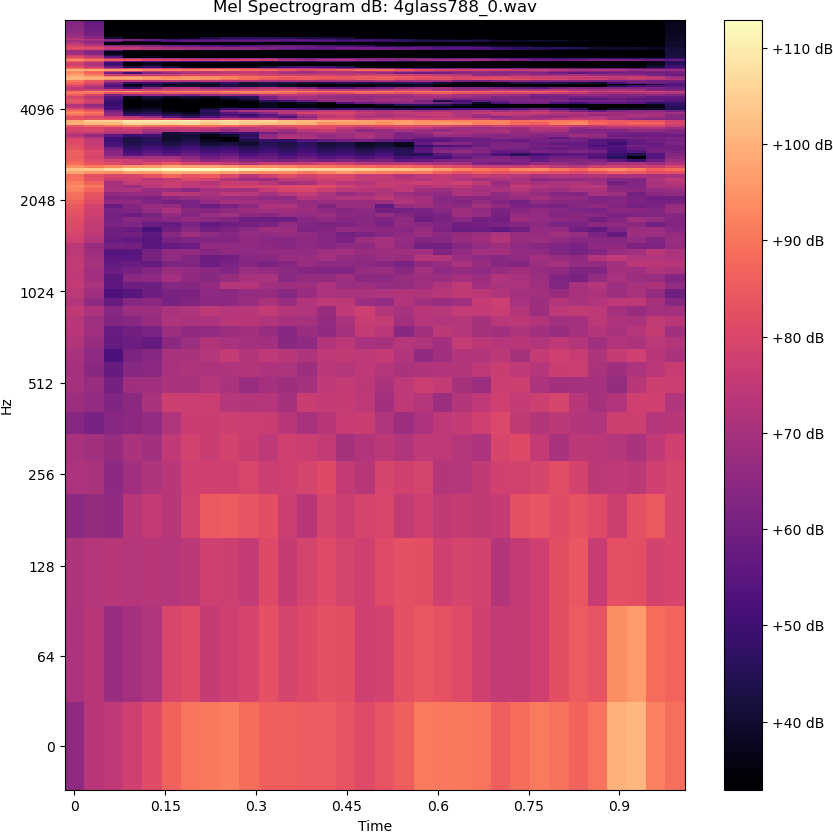 Mel Spectrogram dB: 4glass788_0.wav
Hz
4096
2048
1024
512
256
128
64
0
0
0.15
0.3
0.45
0.6
0.75
0.9
Time
+110 dB
+100 dB
+90 dB
+80 dB
+70 dB
+60 dB
+50 dB
+40 dB